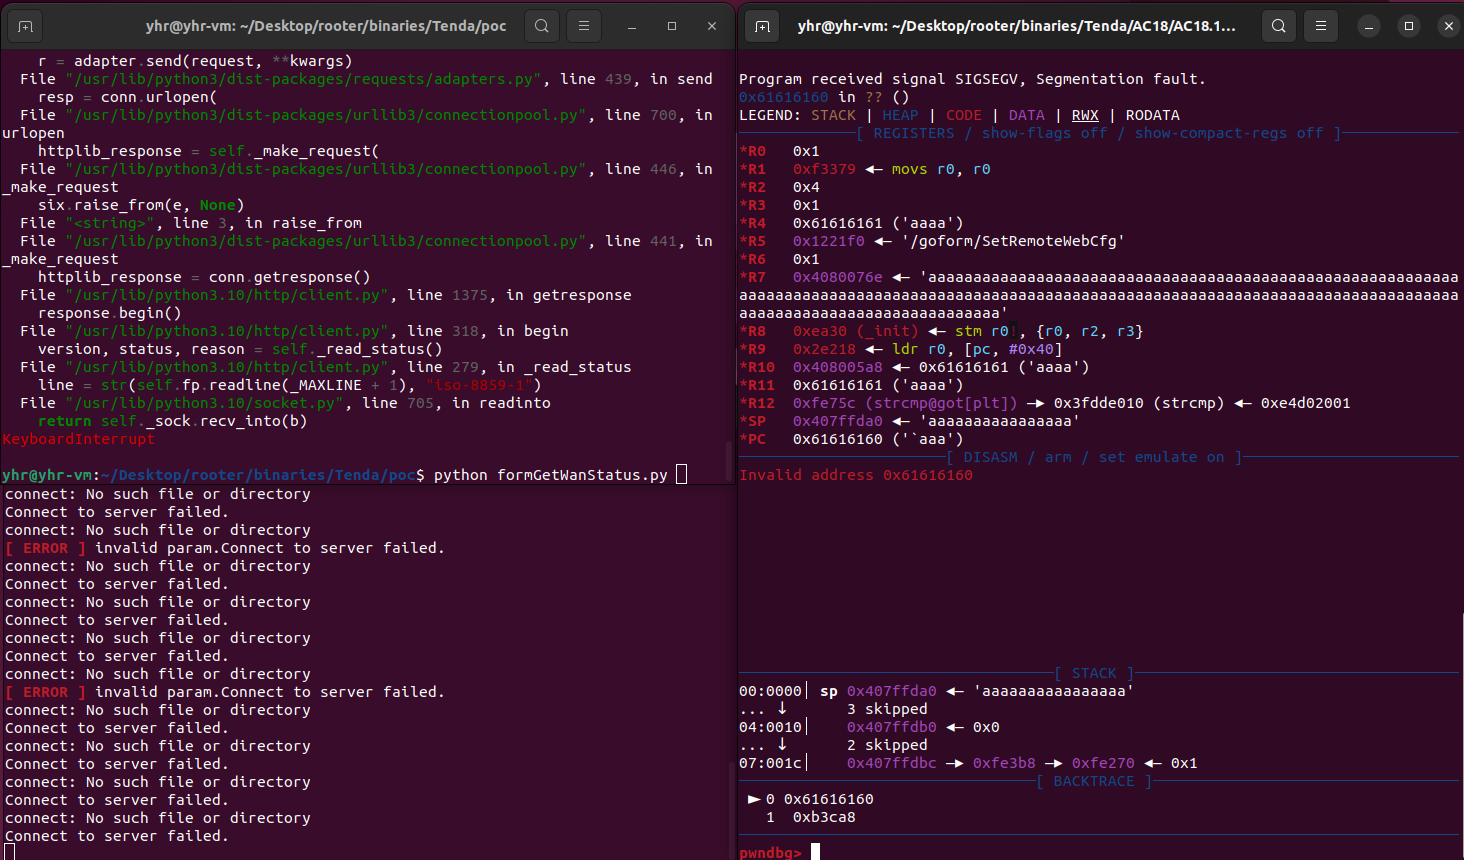 yhr@yhr-vm: ~/Desktop/rooter/binaries/Tenda/poc
r = adapter.send(request, **kwargs)
File "/usr/lib/python3/dist-packages/requests/adapters.py", line 439, in send
resp = conn.urlopen(
File "/usr/lib/python3/dist-packages/urllib3/connectionpool.py", line 700, in
urlopen
httplib_response = self._make_request(
File "/usr/lib/python3/dist-packages/urllib3/connectionpool.py", line 446, in
_make_request
six.raise_from(e, None)
File "<string>", line 3, in raise_from
File "/usr/lib/python3/dist-packages/urllib3/connectionpool.py", line 441, in
_make_request
httplib_response = conn.getresponse()
File "/usr/lib/python3.10/http/client.py", line 1375, in getresponse
response.begin()
File "/usr/lib/python3.10/http/client.py", line 318, in begin
version, status, reason = self._read_status()
File "/usr/lib/python3.10/http/client.py", line 279, in _read_status
line = str(self.fp.readline(_MAXLINE + 1), "iso-8859-1")
File "/usr/lib/python3.10/socket.py", line 705, in readinto
return self._sock.recv_into(b)
KeyboardInterrupt
yhr@yhr-vm:~/Desktop/rooter/binaries/Tenda/poc$ python formGetWanStatus.py
connect: No such file or directory
Connect to server failed.
connect: No such file or directory
[ ERROR ] invalid param.Connect to server failed.
connect: No such file or directory
Connect to server failed.
connect: No such file or directory
Connect to server failed.
connect: No such file or directory
Connect to server failed.
connect: No such file or directory
[ ERROR ] invalid param.Connect to server failed.
connect: No such file or directory
Connect to server failed.
connect: No such file or directory
Connect to server failed.
connect: No such file or directory
Connect to server failed.
connect: No such file or directory
Connect to server failed.
yhr@yhr-vm: ~/Desktop/rooter/binaries/Tenda/AC18/AC18.1...
Program received signal SIGSEGV, Segmentation fault.
0x61616160 in ?? ()
LEGEND: STACK | HEAP | CODE | DATA | RWX | RODATA
[ REGISTERS / show-flags off / show-compact-regs off ]
*R0 0x1
*R1 0xf3379 ◂— movs r0, r0
*R2 0x4
*R3 0x1
*R4 0x61616161 ('aaaa')
*R5 0x1221f0 ◂— '/goform/SetRemoteWebCfg'
*R6 0x1
*R7 0x4080076e ◂— 'aaaaaaaaaaaaaaaaaaaaaaaaaaaaaaaaaaaaaaaaaaaaaaaaaaaaaaaaaaa
aaaaaaaaaaaaaaaaaaaaaaaaaaaaaaaaaaaaaaaaaaaaaaaaaaaaaaaaaaaaaaaaaaaaaaaaaaaaaaaa
aaaaaaaaaaaaaaaaaaaaaaaaaaaaa'
*R8 0xea30 (_init) ◂— stm r0!, {r0, r2, r3}
*R9 0x2e218 ◂— ldr r0, [pc, #0x40]
*R10 0x408005a8 ◂— 0x61616161 ('aaaa')
*R11 0x61616161 ('aaaa')
*R12 0xfe75c (strcmp@got[plt]) —▸ 0x3fdde010 (strcmp) ◂— 0xe4d02001
*SP 0x407ffda0 ◂— 'aaaaaaaaaaaaaaaa'
*PC 0x61616160 ('`aaa')
[ DISASM / arm / set emulate on ]
Invalid address 0x61616160
[ STACK ]
00:0000│ sp 0x407ffda0 ◂— 'aaaaaaaaaaaaaaaa'
... ↓ 3 skipped
04:0010│ 0x407ffdb0 ◂— 0x0
... ↓ 2 skipped
07:001c│ 0x407ffdbc —▸ 0xfe3b8 —▸ 0xfe270 ◂— 0x1
[ BACKTRACE ]
► 0 0x61616160
1 0xb3ca8
pwndbg>